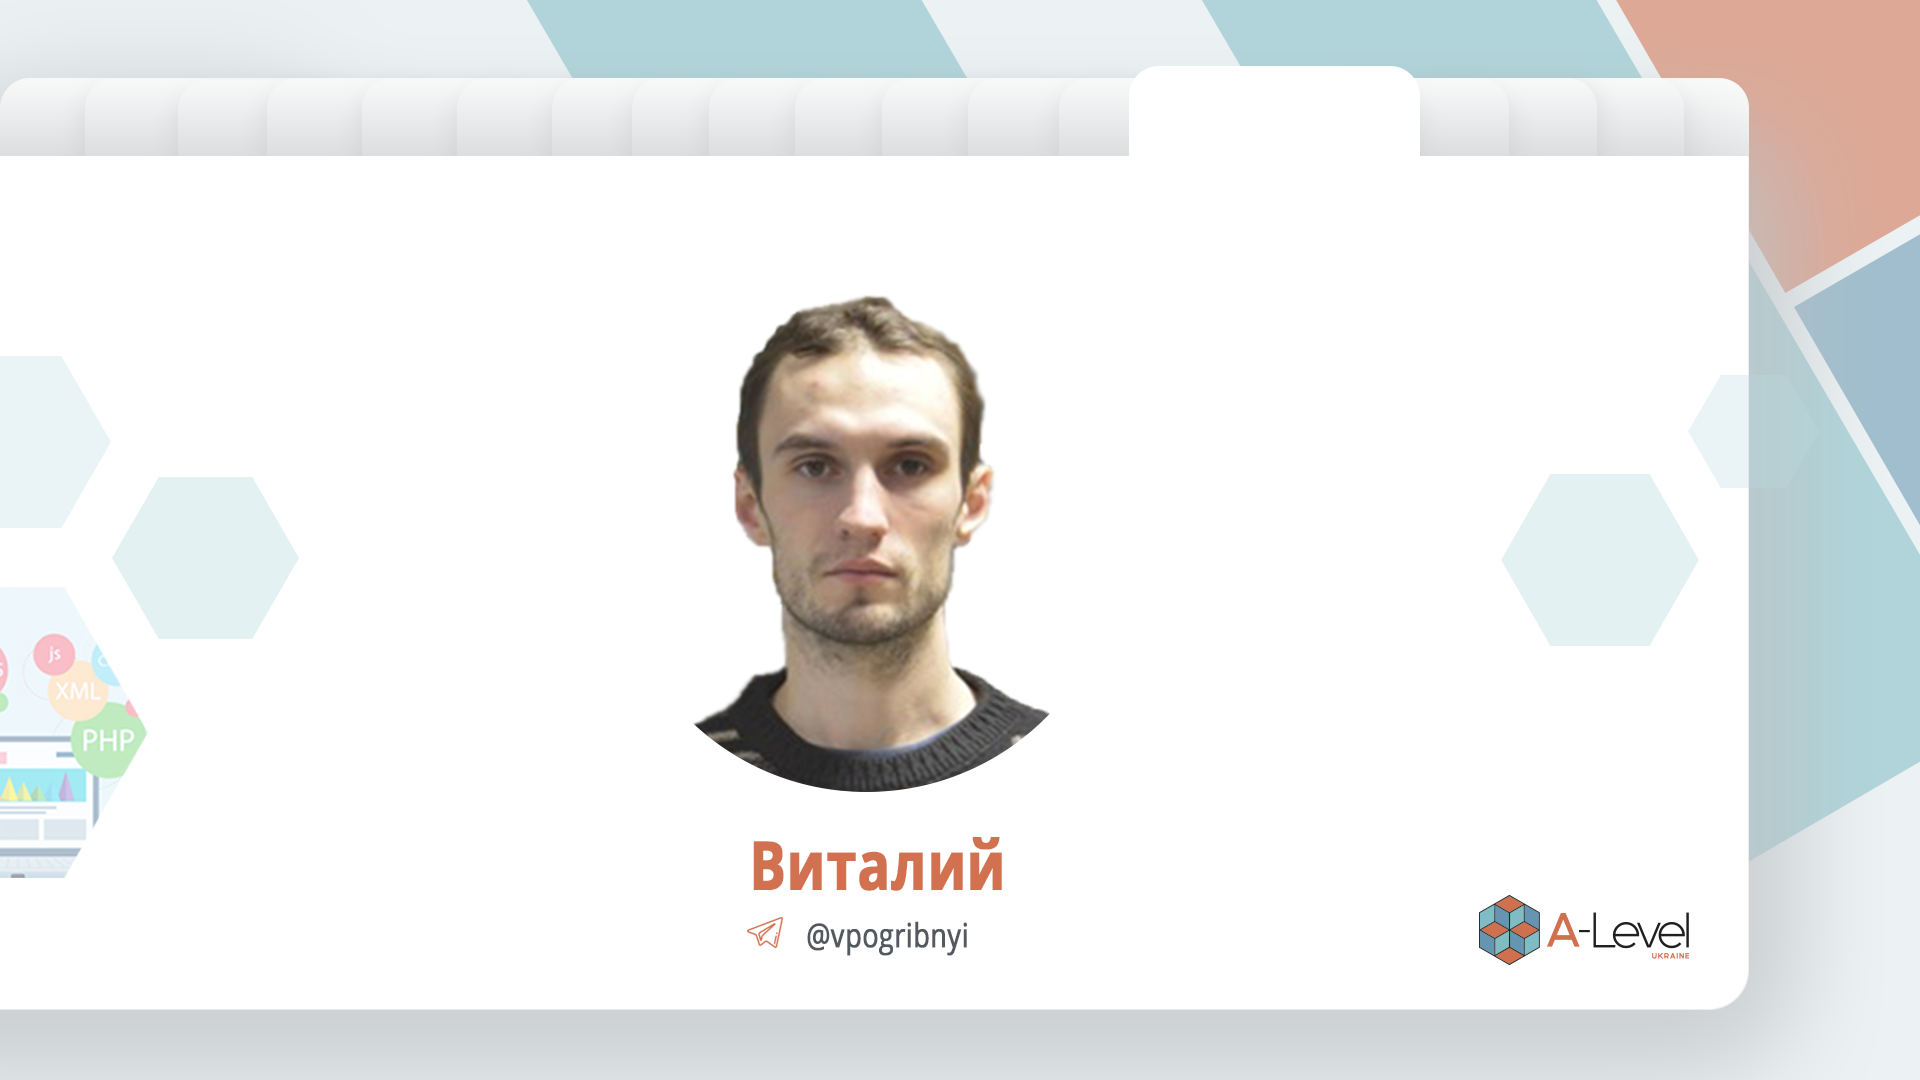 js
XML
PHP
Виталий
@vpogribnyi
A-Level
UKRAINE